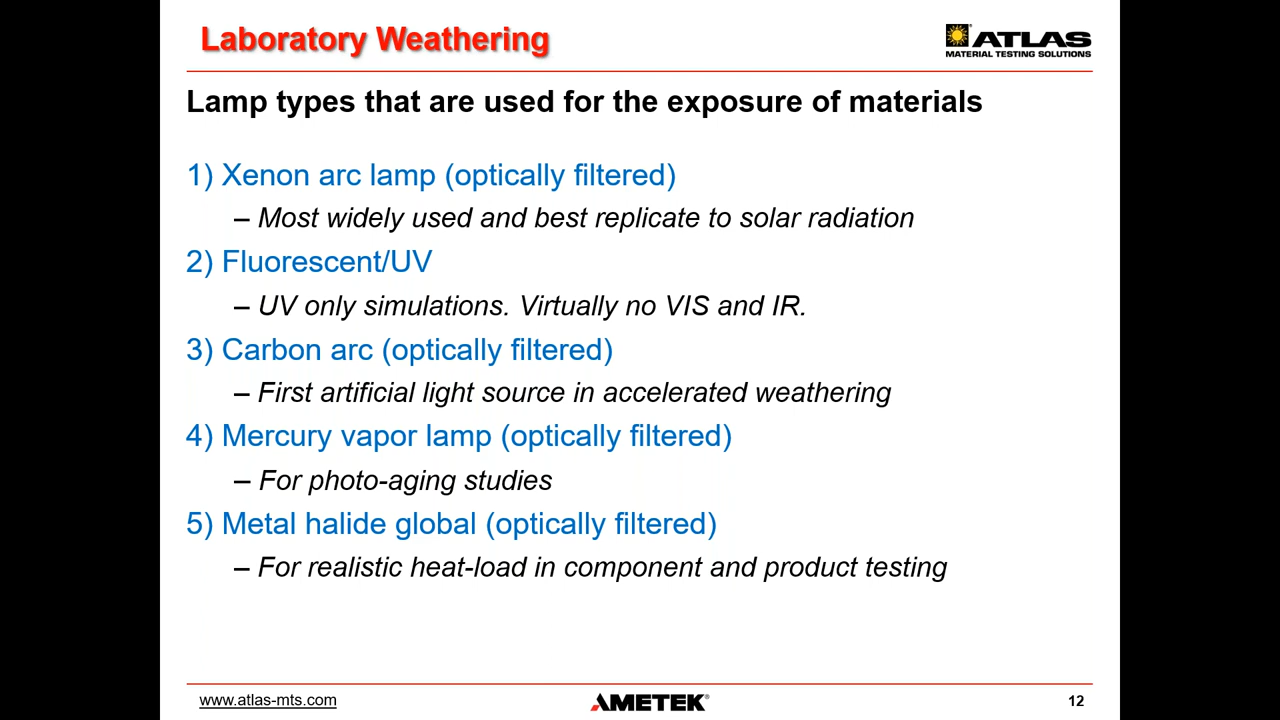 Laboratory Weathering
ATLAS®
MATERIAL TESTING SOLUTIONS
Lamp types that are used for the exposure of materials
1) Xenon arc lamp (optically filtered)
– Most widely used and best replicate to solar radiation
2) Fluorescent/UV
– UV only simulations. Virtually no VIS and IR.
3) Carbon arc (optically filtered)
– First artificial light source in accelerated weathering
4) Mercury vapor lamp (optically filtered)
– For photo-aging studies
5) Metal halide global (optically filtered)
– For realistic heat-load in component and product testing
www.atlas-mts.com
AMETEK®
12